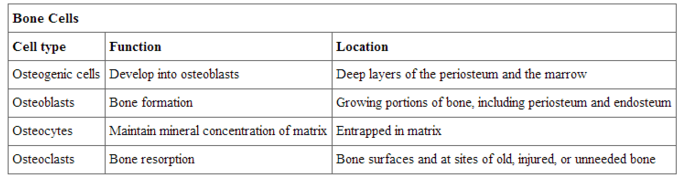 Bone Cells
Cell type Function Location
Osteogenic cells Develop into osteoblasts Deep layers of the periosteum and the marrow
Osteoblasts Bone formation Growing portions of bone, including periosteum and endosteum
Osteocytes Maintain mineral concentration of matrix Entrapped in matrix
Osteoclasts Bone resorption Bone surfaces and at sites of old, injured, or unneeded bone